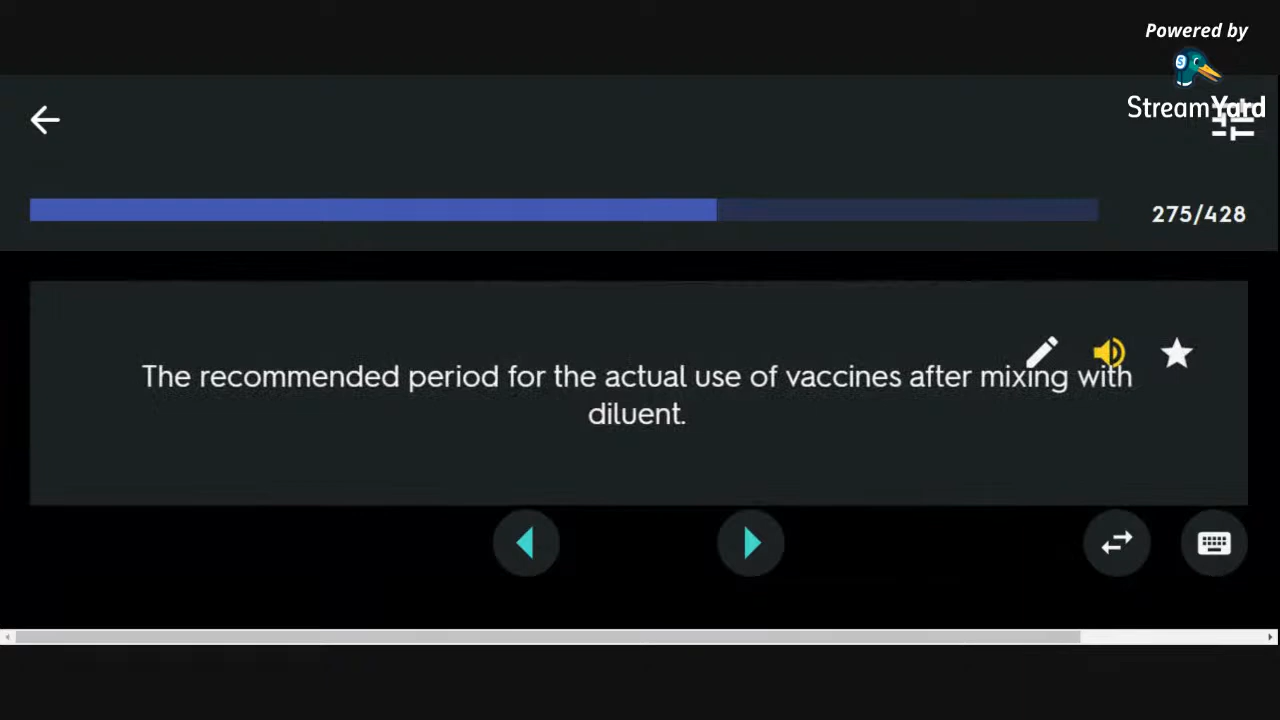 Powered by
StreamYard
275/428
The recommended period for the actual use of vaccines after mixing with
diluent.